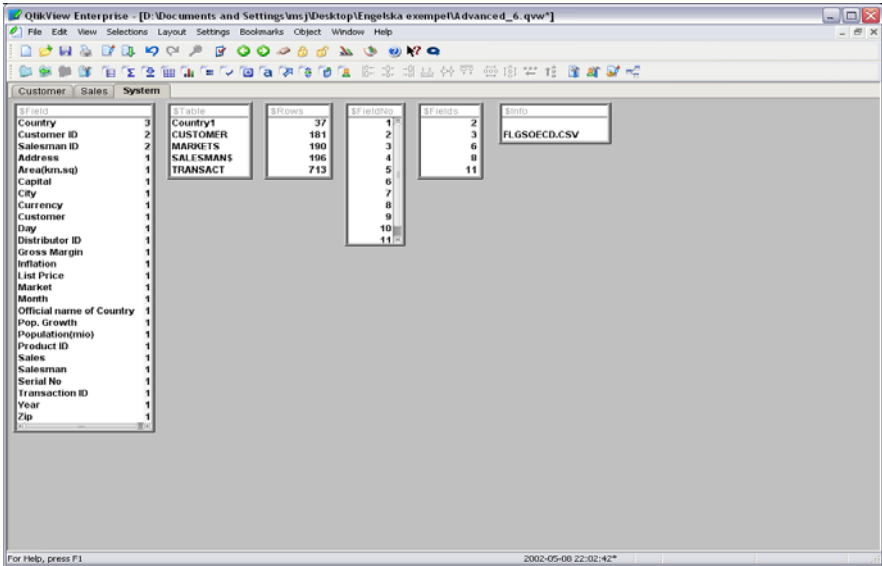 QlikView Enterprise - [D:\Documents and Settings\msj\Desktop\Engelska exempel\Advanced_6.qvw*]
File Edit View Selections Layout Settings Bookmarks Object Window Help
Customer Sales System
$Field
Country 3
Customer ID 2
Salesman ID 2
Address 1
Area(km.sq) 1
Capital 1
City 1
Currency 1
Customer 1
Day 1
Distributor ID 1
Gross Margin 1
Inflation 1
List Price 1
Market 1
Month 1
Official name of Country 1
Pop. Growth 1
Population(mio) 1
Product ID 1
Sales 1
Salesman 1
Serial No 1
Transaction ID 1
Year 1
Zip 1
$Table
Country1
CUSTOMER
MARKETS
SALESMAN$
TRANSACT
$Rows
37
181
190
196
713
$FieldNo
1
2
3
4
5
6
7
8
9
10
11
$Fields
2
3
6
8
11
$Info
FLGSOECD.CSV
For Help, press F1
2002-05-08 22:02:42*